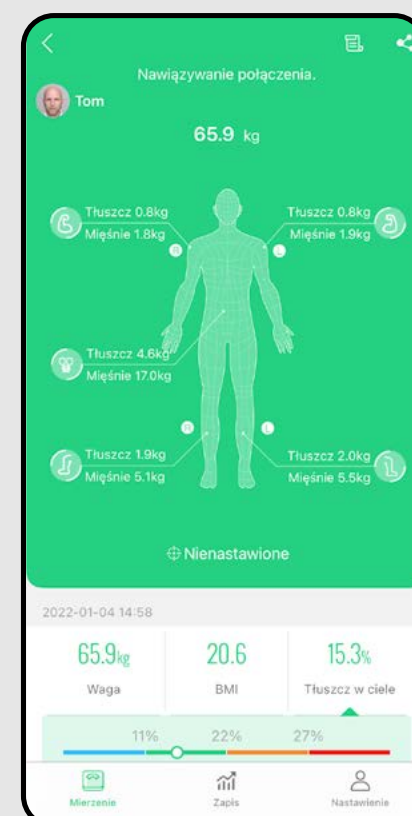 Nawiązywanie połączenia.
Tom
65.9 kg
Tłuszcz 0.8kg
Mięśnie 1.8kg
Tłuszcz 0.8kg
Mięśnie 1.9kg
R
L
Tłuszcz 4.6kg
Mięśnie 17.0kg
R
L
Tłuszcz 1.9kg
Mięśnie 5.1kg
Tłuszcz 2.0kg
Mięśnie 5.5kg
Nienastawione
2022-01-04 14:58
65.9kg 20.6 15.3%
Waga BMI Tłuszcz w ciele
11% 22% 27%
Mierzenie Zapis Nastawienie